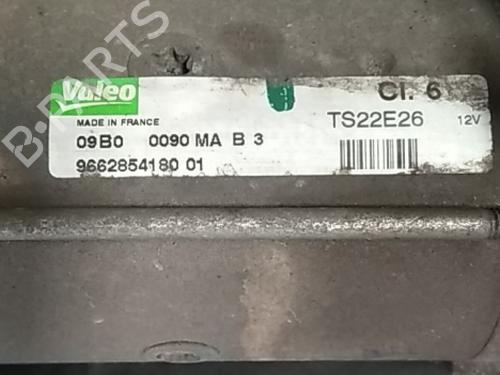 Valeo
Cl. 6
MADE IN FRANCE
TS22E26 12V
09B0 0090 MA B 3
9662854180 01
B-PARTS